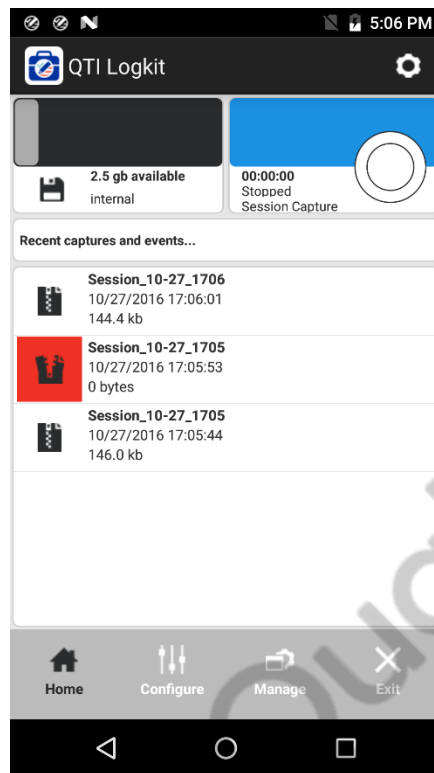 5:06 PM
QTI Logkit
2.5 gb available
internal
00:00:00
Stopped
Session Capture
Recent captures and events...
Session_10-27_1706
10/27/2016 17:06:01
144.4 kb
Session_10-27_1705
10/27/2016 17:05:53
0 bytes
Session_10-27_1705
10/27/2016 17:05:44
146.0 kb
Home
Configure
Manage
Exit